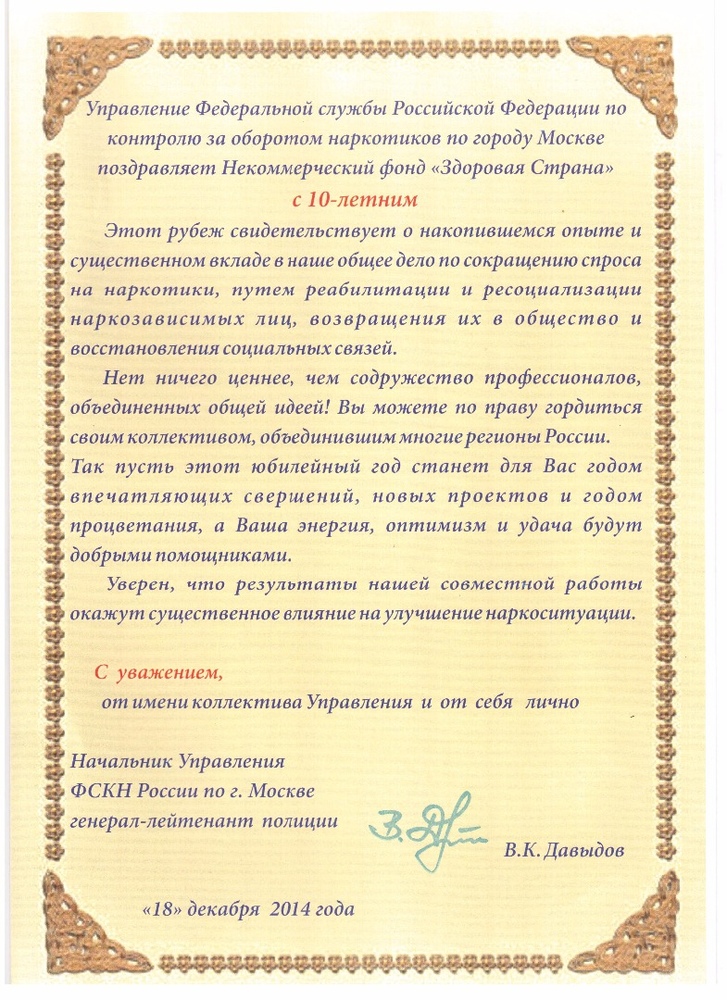 Управление Федеральной службы Российской Федерации по
контролю за оборотом наркотиков по городу Москве
поздравляет Некоммерческий фонд «Здоровая Страна»
с 10-летним
Этот рубеж свидетельствует о накопившемся опыте и
существенном вкладе в наше общее дело по сокращению спроса
на наркотики, путем реабилитации и ресоциализации
наркозависимых лиц, возвращения их в общество и
восстановления социальных связей.
Нет ничего ценнее, чем содружество профессионалов,
объединенных общей идеей! Вы можете по праву гордиться
своим коллективом, объединившим многие регионы России.
Так пусть этот юбилейный год станет для Вас годом
впечатляющих свершений, новых проектов и годом
процветания, а Ваша энергия, оптимизм и удача будут
добрыми помощниками.
Уверен, что результаты нашей совместной работы
окажут существенное влияние на улучшение наркоситуации.
С уважением,
от имени коллектива Управления и от себя лично
Начальник Управления
ФСКН России по г. Москве
генерал-лейтенант полиции
В.К. Давыдов
«18» декабря 2014 года